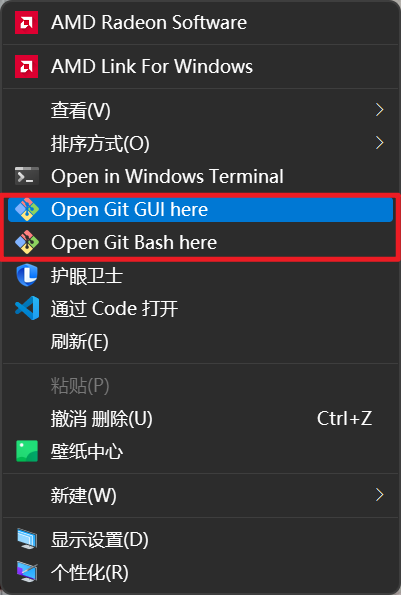 AMD Radeon Software
AMD Link For Windows
查看(V)
排序方式(O)
Open in Windows Terminal
Open Git GUI here
Open Git Bash here
护眼卫士
通过 Code 打开
刷新(E)
粘贴(P)
撤消 删除(U) Ctrl+Z
壁纸中心
新建(W)
显示设置(D)
个性化(R)